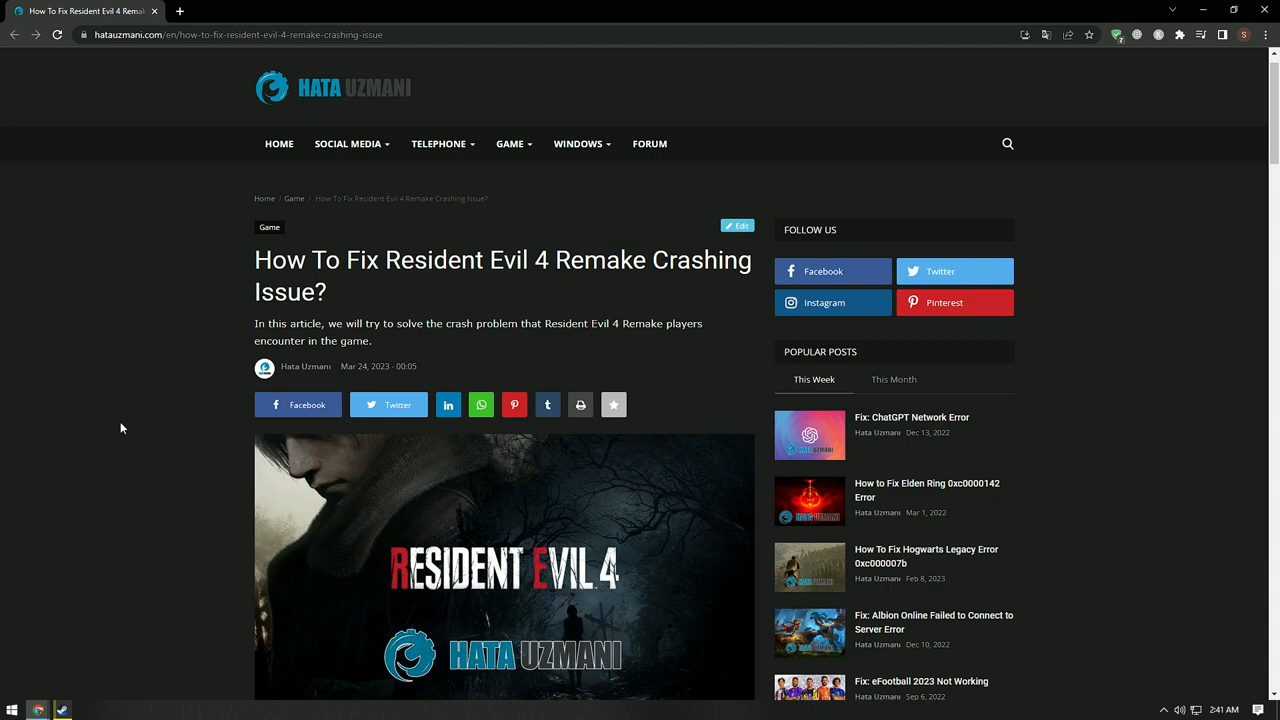 How To Fix Resident Evil 4 Rema
hatauzmani.com/en/how-to-fix-resident-evil-4-remake-crashing-issue
7
S
HATA UZMANI
HOME
SOCIAL MEDIA
TELEPHONE
GAME
WINDOWS
FORUM
Home / Game / How To Fix Resident Evil 4 Remake Crashing Issue?
Game
Edit
How To Fix Resident Evil 4 Remake Crashing
Issue?
In this article, we will try to solve the crash problem that Resident Evil 4 Remake players
encounter in the game.
Hata Uzmanı Mar 24, 2023 - 00:05
Facebook
Twitter
RESIDENT EVIL 4
HATA UZMANI
FOLLOW US
Facebook
Twitter
Instagram
Pinterest
POPULAR POSTS
This Week
This Month
Fix: ChatGPT Network Error
Hata Uzmanı Dec 13, 2022
How to Fix Elden Ring 0xc0000142
Error
Hata Uzmanı Mar 1, 2022
How To Fix Hogwarts Legacy Error
0xc000007b
Hata Uzmanı Feb 8, 2023
Fix: Albion Online Failed to Connect to
Server Error
Hata Uzmanı Dec 10, 2022
Fix: eFootball 2023 Not Working
Hata Uzmanı Sep 6, 2022
2:41 AM